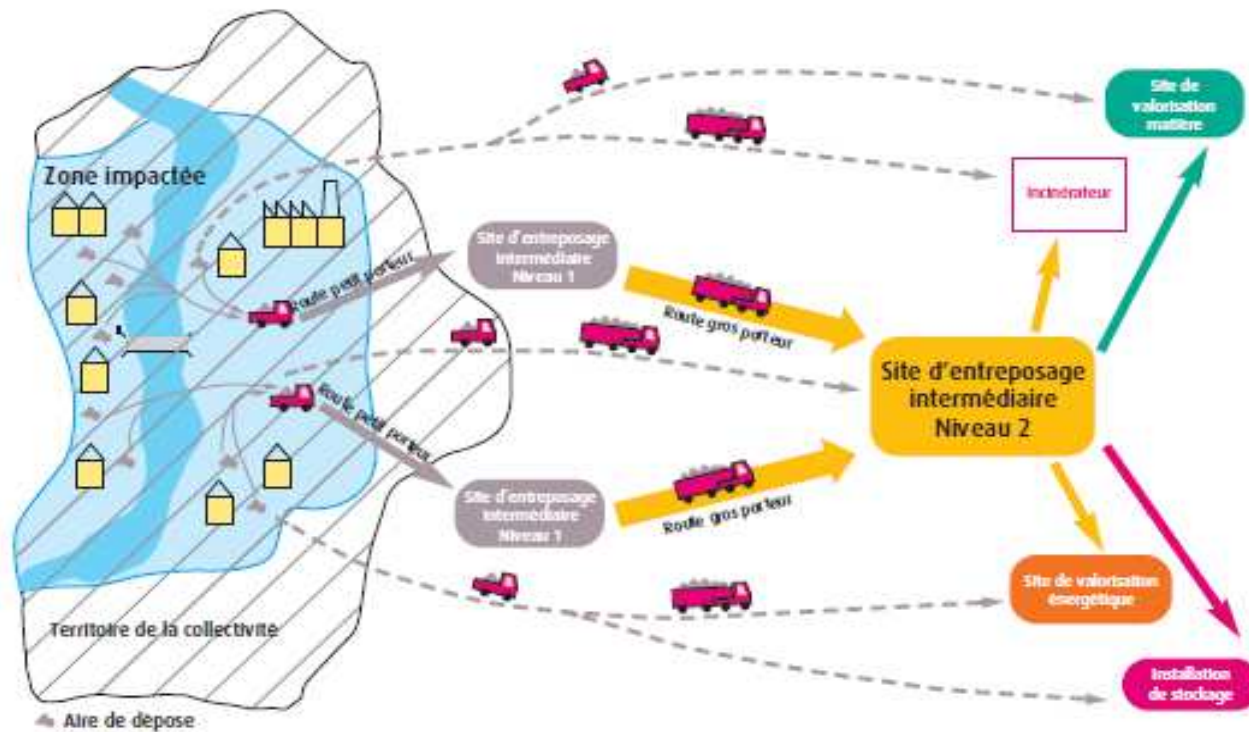 Site de
valorisation
matière
Zone impactée
Incinérateur
Site d'entreposage
intermédiaire
Niveau 1
Route petit porteur
Route gros porteur
Site d'entreposage
intermédiaire
Niveau 2
Route petit porteur
Site d'entreposage
intermédiaire
Niveau 1
Route gros porteur
Site de valorisation
énergétique
Territoire de la collectivité
Installation
de stockage
Aire de dépose